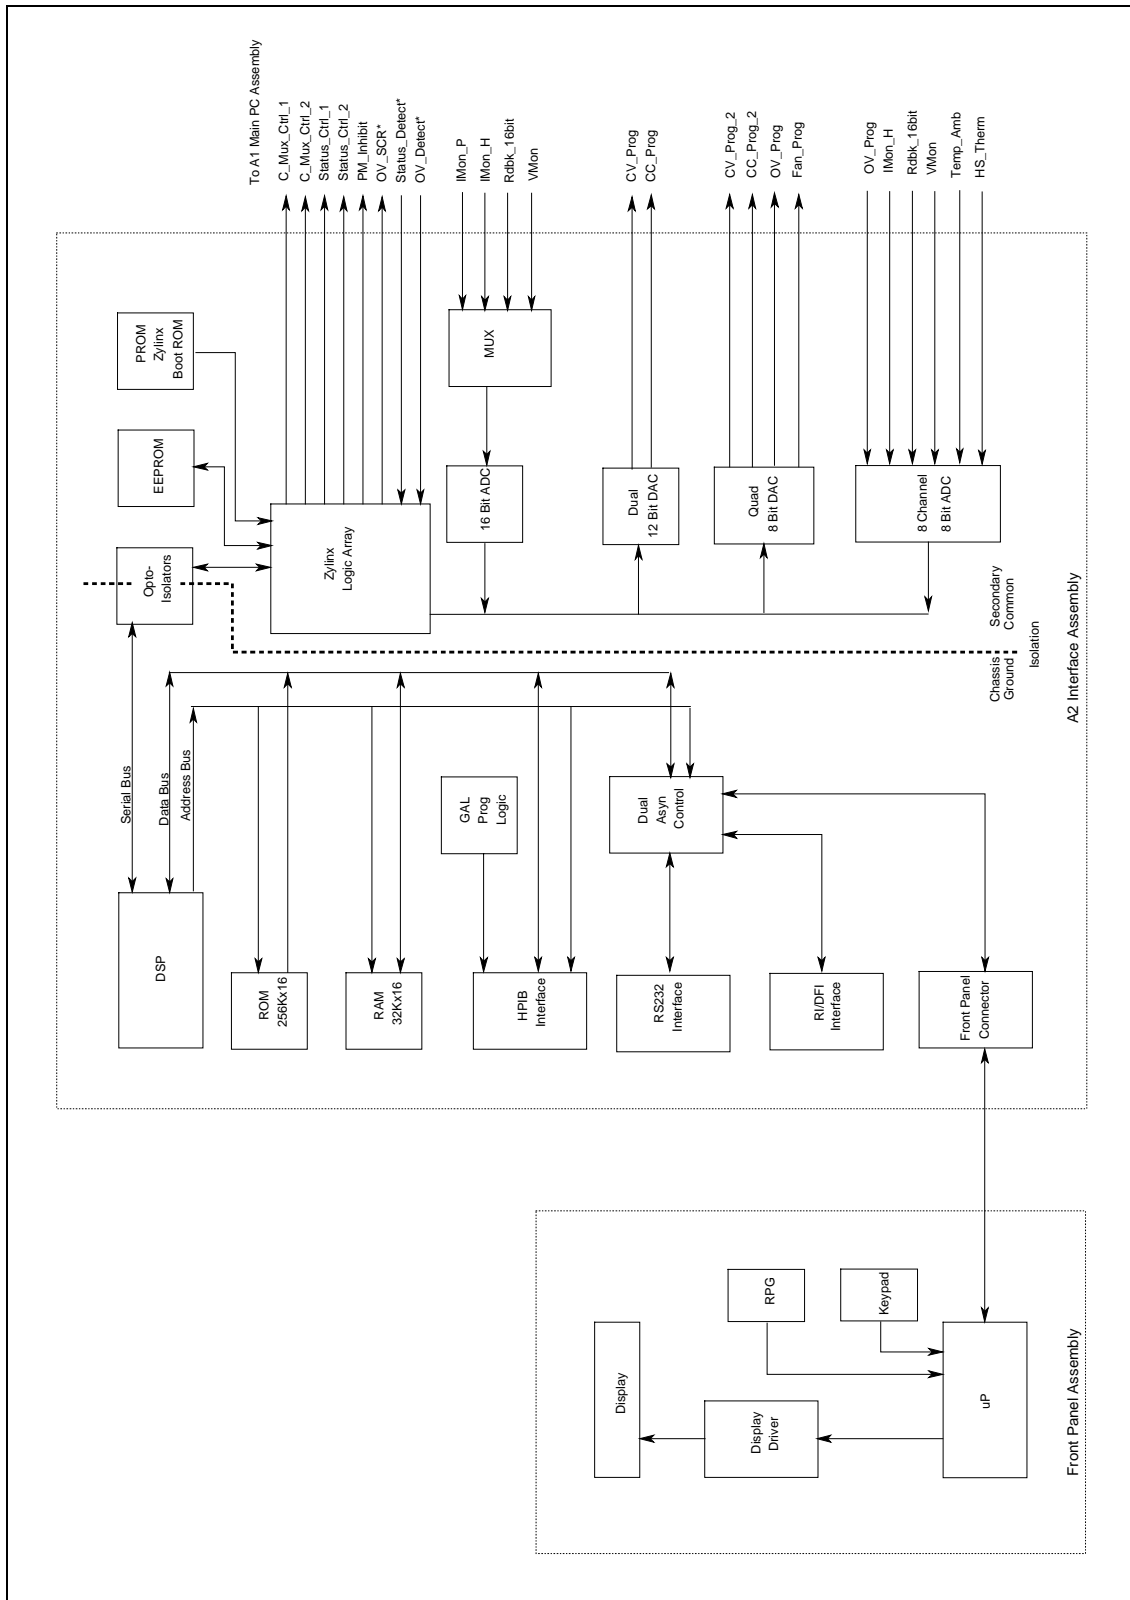 To A1 Main PC Assembly
C_Mux_Ctrl_1
C_Mux_Ctrl_2
Status_Ctrl_1
Status_Ctrl_2
PM_Inhibit
OV_SCR*
Status_Detect*
OV_Detect*
IMon_P
IMon_H
Rdbk_16bit
VMon
CV_Prog
CC_Prog
CV_Prog_2
CC_Prog_2
OV_Prog
Fan_Prog
OV_Prog
IMon_H
Rdbk_16bit
VMon
Temp_Amb
HS_Therm
PROM
Zylinx
Boot ROM
EEPROM
Opto-
Isolators
Zylinx
Logic Array
MUX
16 Bit ADC
Dual
12 Bit DAC
Quad
8 Bit DAC
8 Channel
8 Bit ADC
Secondary
Common
Chassis
Ground
Isolation
A2 Interface Assembly
Serial Bus
Data Bus
Address Bus
GAL
Prog
Logic
Dual
Asyn
Control
DSP
ROM
256Kx16
RAM
32Kx16
HPIB
Interface
RS232
Interface
RI/DFI
Interface
Front Panel
Connector
Display
Display
Driver
RPG
Keypad
uP
Front Panel Assembly